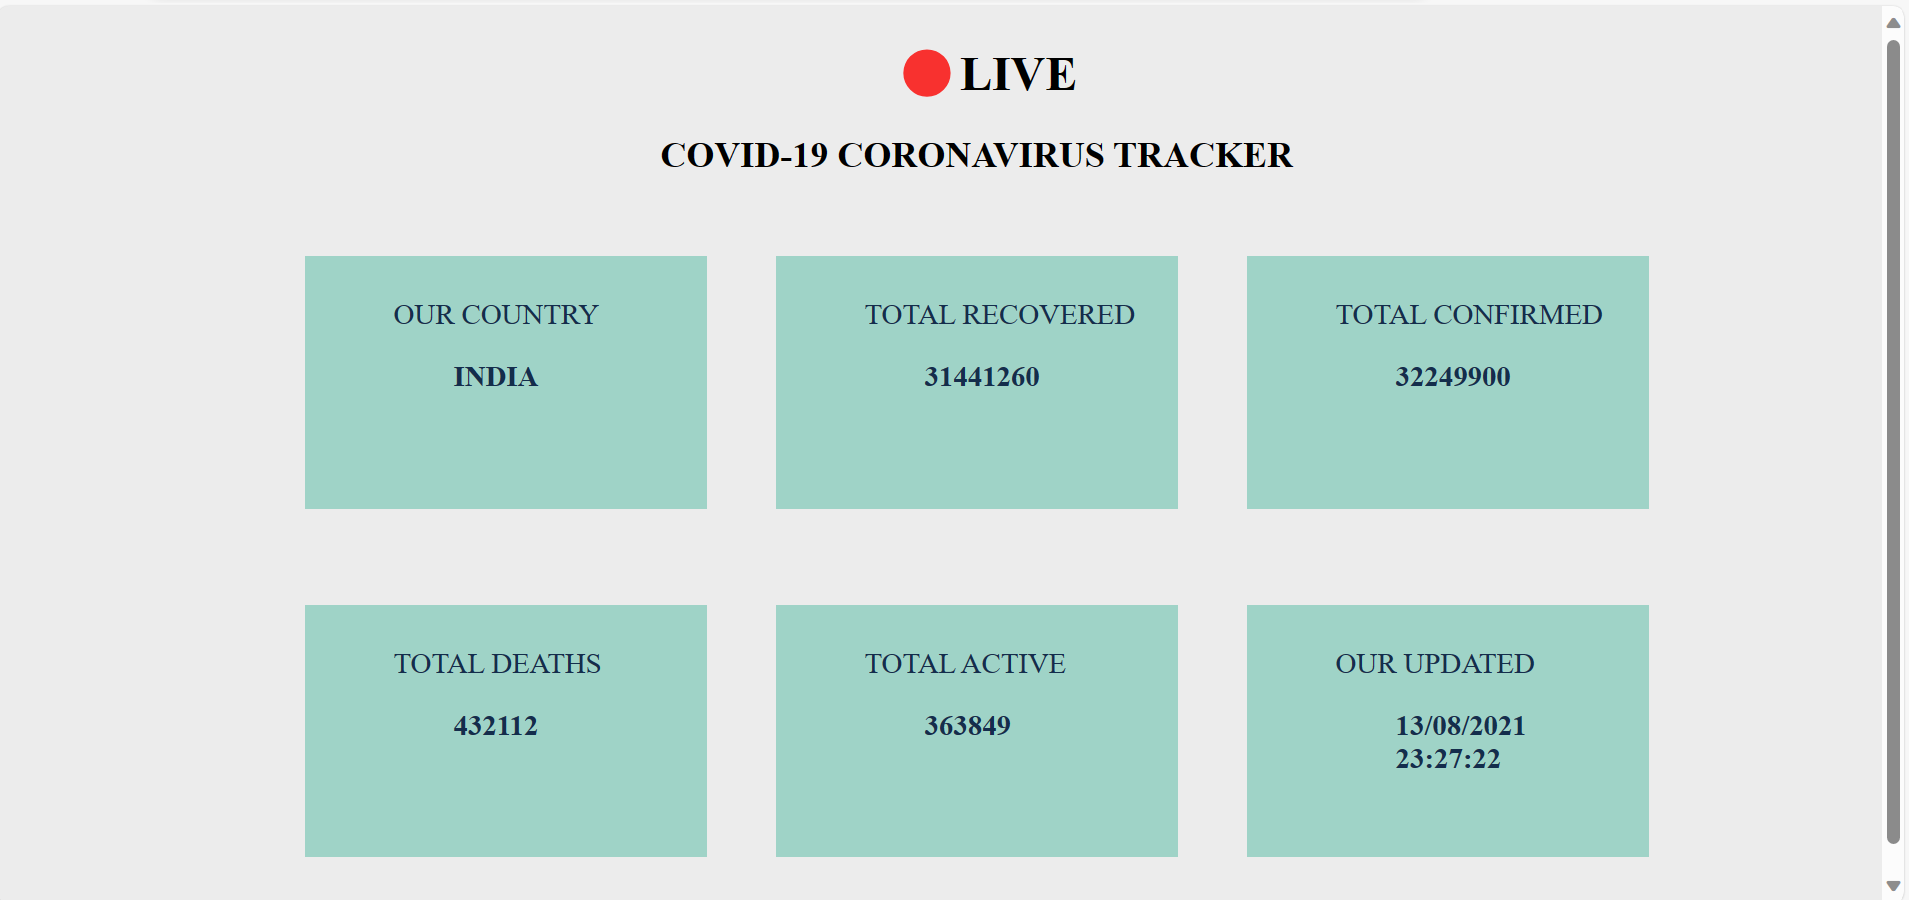 LIVE
COVID-19 CORONAVIRUS TRACKER
OUR COUNTRY
INDIA
TOTAL RECOVERED
31441260
TOTAL CONFIRMED
32249900
TOTAL DEATHS
432112
TOTAL ACTIVE
363849
OUR UPDATED
13/08/2021
23:27:22